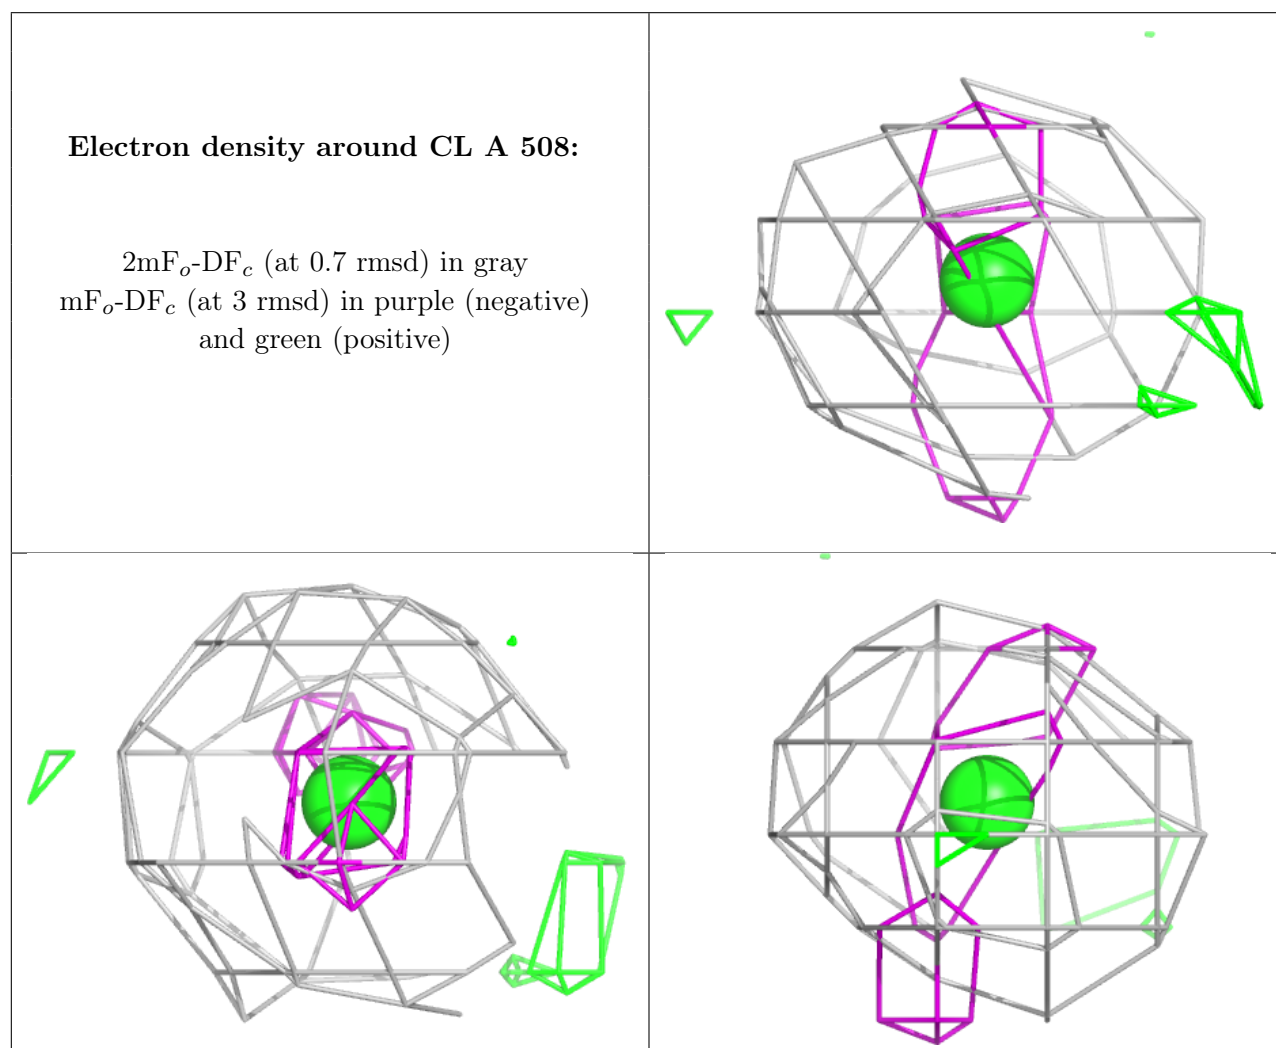 Electron density around CL A 508:
2mFo-DFc (at 0.7 rmsd) in gray
mFo-DFc (at 3 rmsd) in purple (negative)
and green (positive)